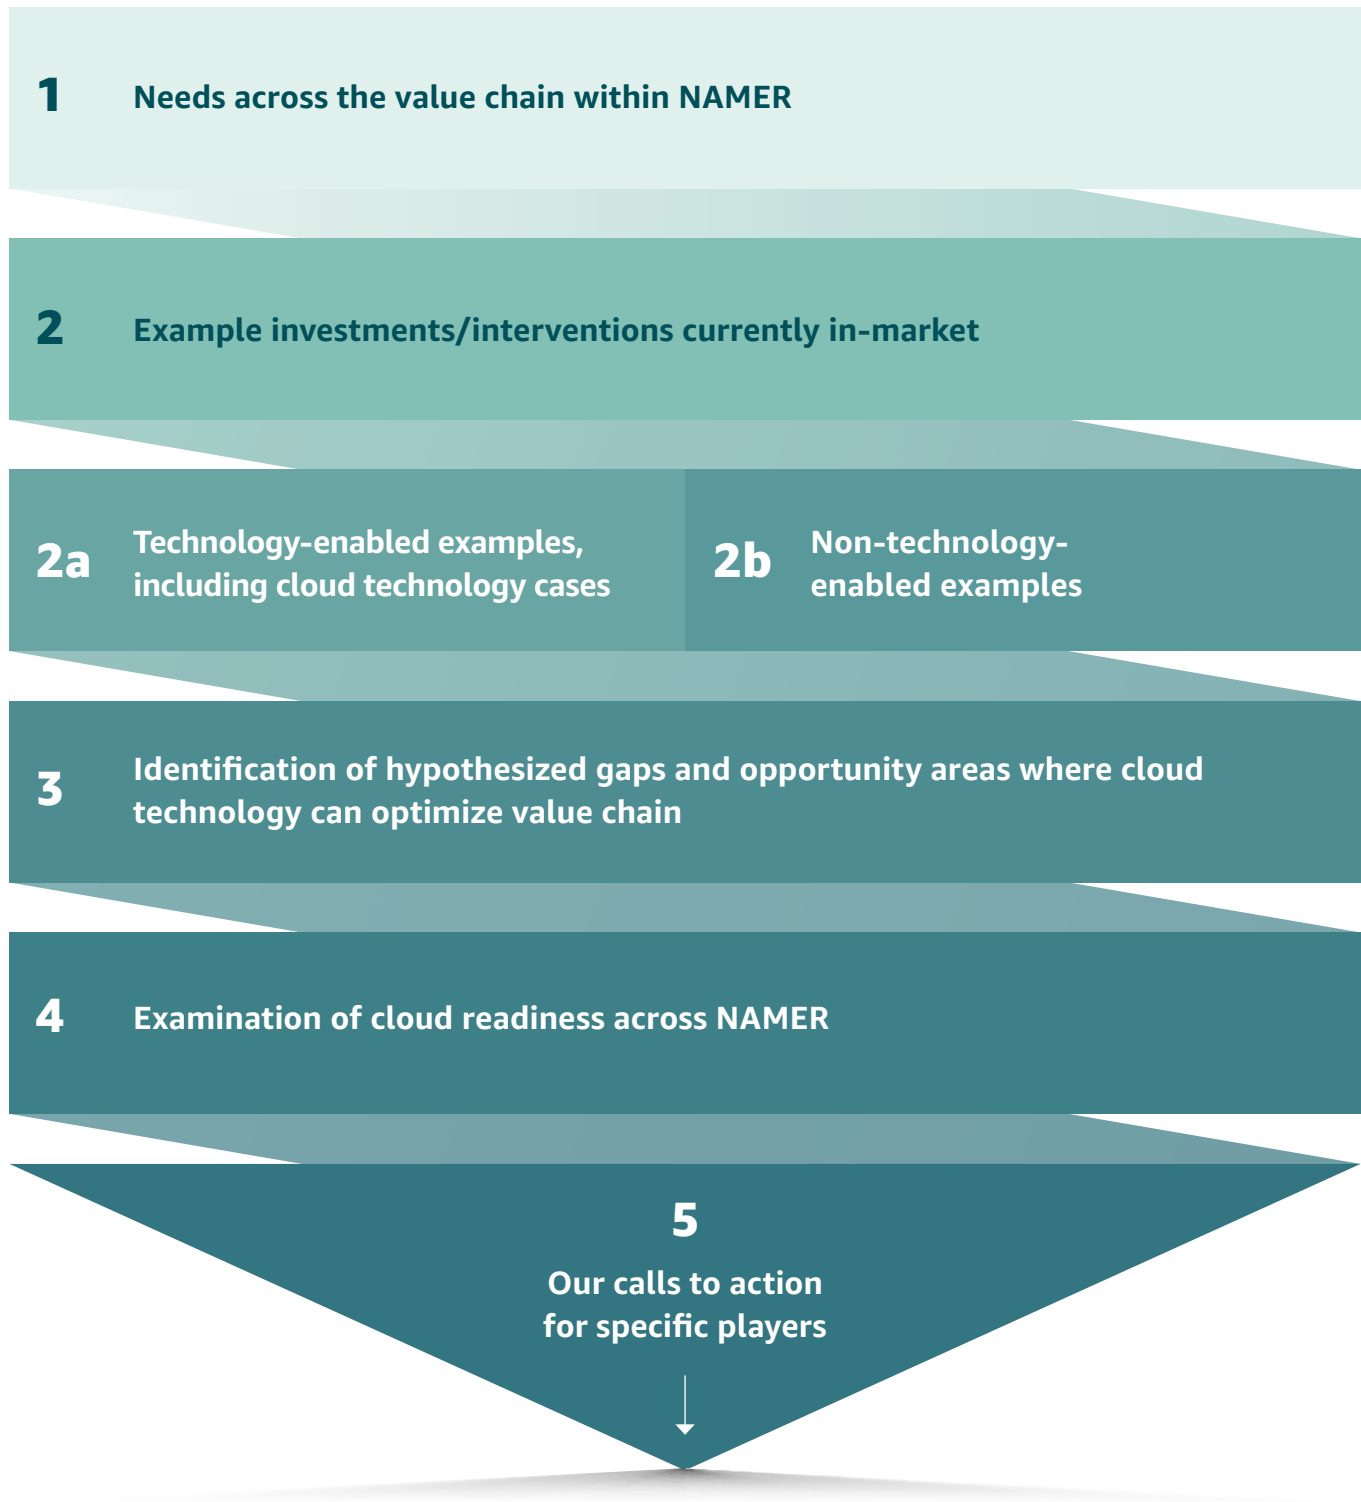 1
Needs across the value chain within NAMER
2
Example investments/interventions currently in-market
2a
Technology-enabled examples,
including cloud technology cases
2b
Non-technology-
enabled examples
3
Identification of hypothesized gaps and opportunity areas where cloud
technology can optimize value chain
4
Examination of cloud readiness across NAMER
5
Our calls to action
for specific players